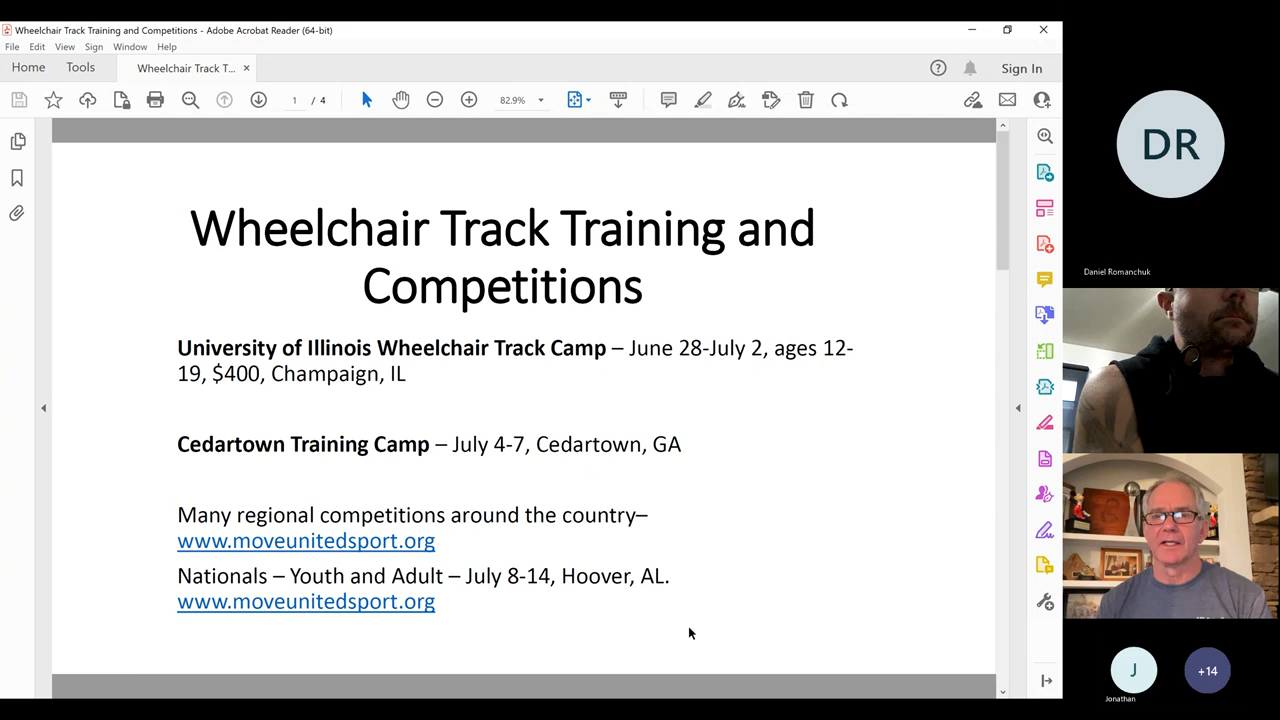 Wheelchair Track Training and Competitions - Adobe Acrobat Reader (64-bit)
File Edit View Sign Window Help
Home Tools Wheelchair Track T... Sign In
1 / 4 82.9%
Wheelchair Track Training and
Competitions
University of Illinois Wheelchair Track Camp – June 28-July 2, ages 12-
19, $400, Champaign, IL
Cedartown Training Camp – July 4-7, Cedartown, GA
Many regional competitions around the country–
www.moveunitedsport.org
Nationals – Youth and Adult – July 8-14, Hoover, AL.
www.moveunitedsport.org
DR
Daniel Romanchuk
J
Jonathan
+14